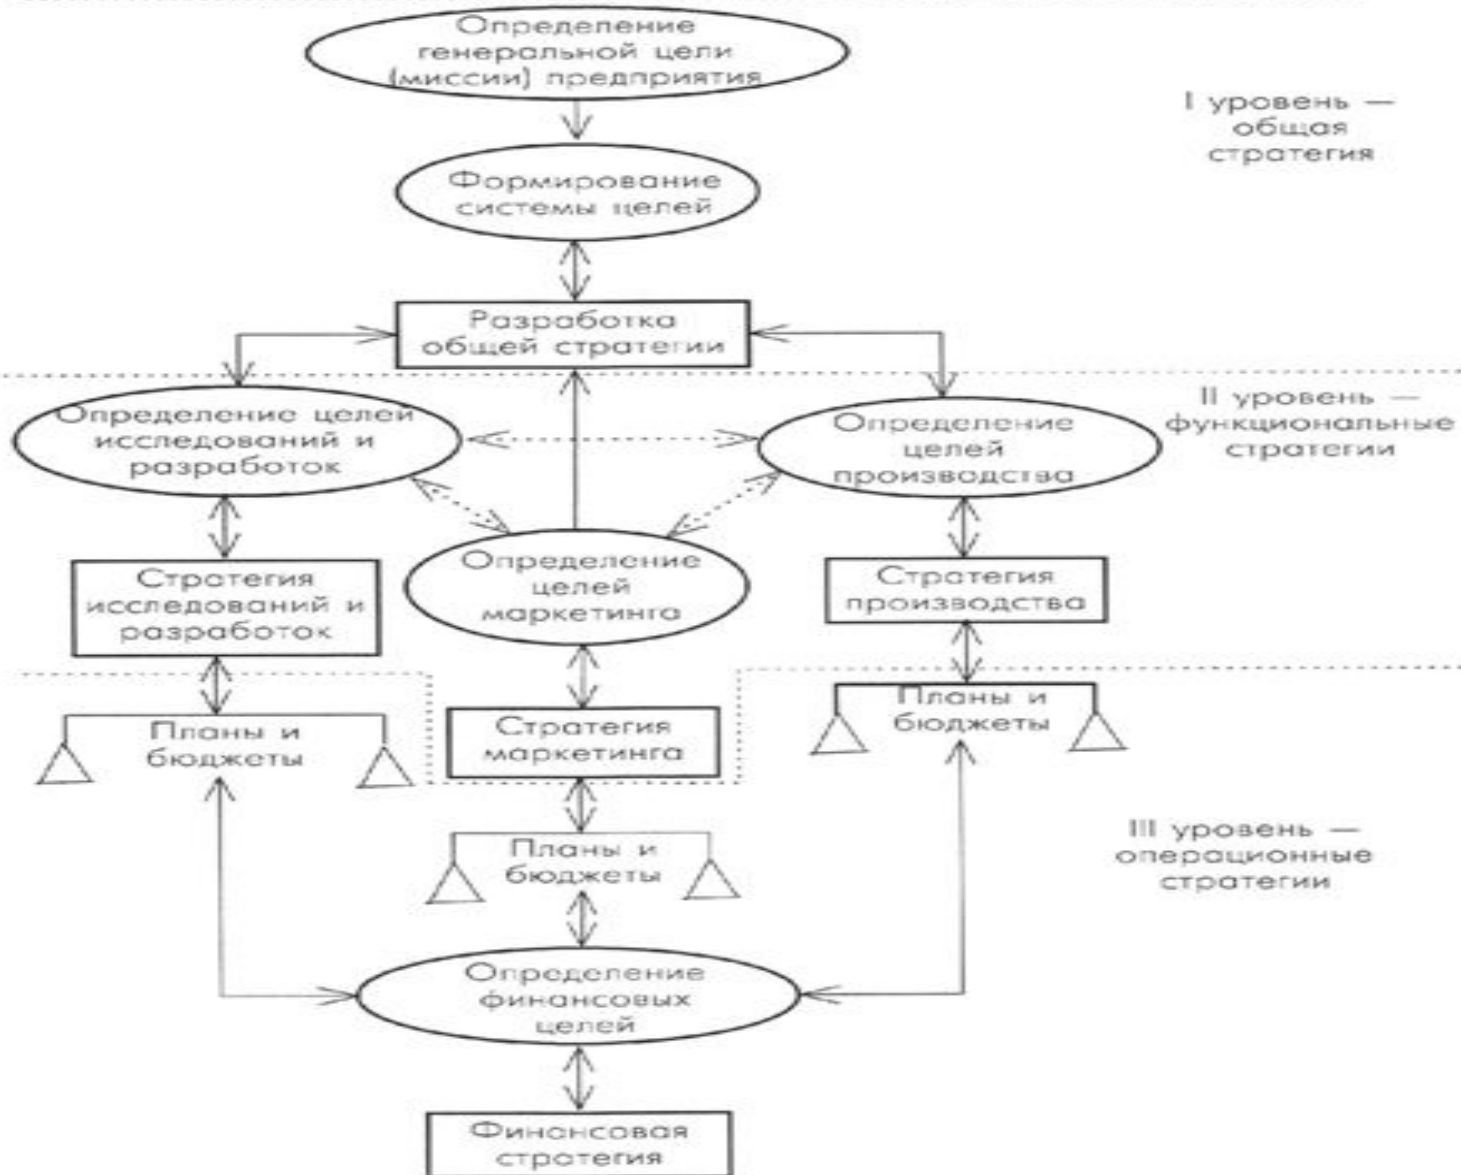 Определение
генеральной цели
(миссии) предприятия
I уровень —
общая
стратегия
Формирование
системы целей
Разработка
общей стратегии
II уровень —
функциональные
стратегии
Определение целей
исследований и
разработок
Определение
целей
производства
Определение
целей
маркетинга
Стратегия
исследований и
разработок
Стратегия
производства
Планы и
бюджеты
Стратегия
маркетинга
Планы и
бюджеты
Планы и
бюджеты
III уровень —
операционные
стратегии
Определение
финансовых
целей
Финансовая
стратегия